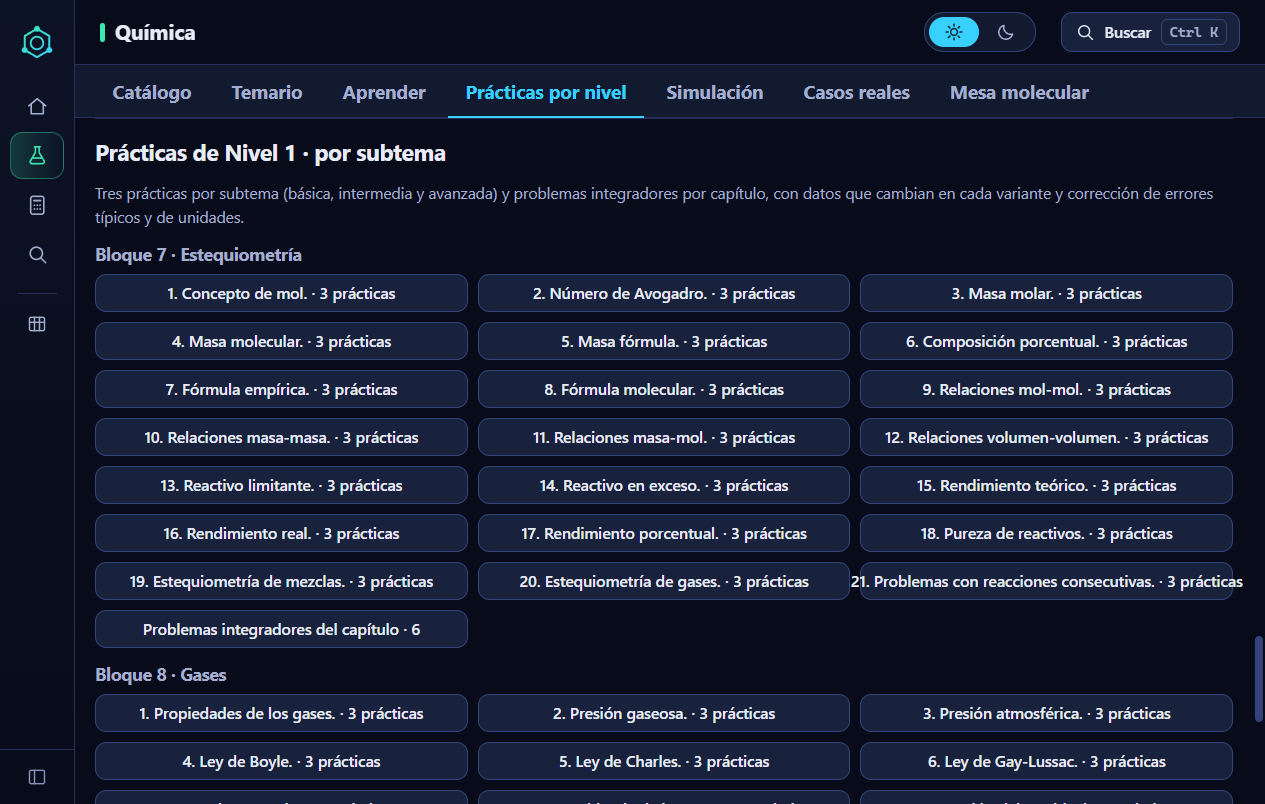 Química
Buscar Ctrl K
Catálogo Temario Aprender Prácticas por nivel Simulación Casos reales Mesa molecular
Prácticas de Nivel 1 · por subtema
Tres prácticas por subtema (básica, intermedia y avanzada) y problemas integradores por capítulo, con datos que cambian en cada variante y corrección de errores
típicos y de unidades.
Bloque 7 · Estequiometría
1. Concepto de mol. · 3 prácticas
2. Número de Avogadro. · 3 prácticas
3. Masa molar. · 3 prácticas
4. Masa molecular. · 3 prácticas
5. Masa fórmula. · 3 prácticas
6. Composición porcentual. · 3 prácticas
7. Fórmula empírica. · 3 prácticas
8. Fórmula molecular. · 3 prácticas
9. Relaciones mol-mol. · 3 prácticas
10. Relaciones masa-masa. · 3 prácticas
11. Relaciones masa-mol. · 3 prácticas
12. Relaciones volumen-volumen. · 3 prácticas
13. Reactivo limitante. · 3 prácticas
14. Reactivo en exceso. · 3 prácticas
15. Rendimiento teórico. · 3 prácticas
16. Rendimiento real. · 3 prácticas
17. Rendimiento porcentual. · 3 prácticas
18. Pureza de reactivos. · 3 prácticas
19. Estequiometría de mezclas. · 3 prácticas
20. Estequiometría de gases. · 3 prácticas
21. Problemas con reacciones consecutivas. · 3 prácticas
Problemas integradores del capítulo · 6
Bloque 8 · Gases
1. Propiedades de los gases. · 3 prácticas
2. Presión gaseosa. · 3 prácticas
3. Presión atmosférica. · 3 prácticas
4. Ley de Boyle. · 3 prácticas
5. Ley de Charles. · 3 prácticas
6. Ley de Gay-Lussac. · 3 prácticas